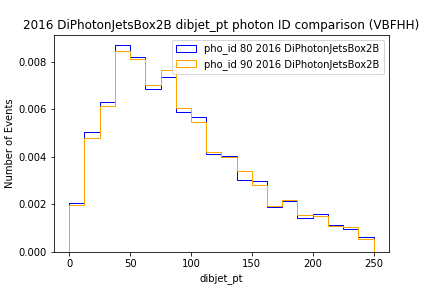 2016 DiPhotonJetsBox2B dibjet_pt photon ID comparison (VBFHH)
pho_id 80 2016 DiPhotonJetsBox2B
pho_id 90 2016 DiPhotonJetsBox2B
Number of Events
0.008
0.006
0.004
0.002
0.000
0 50 100 150 200 250
dibjet_pt